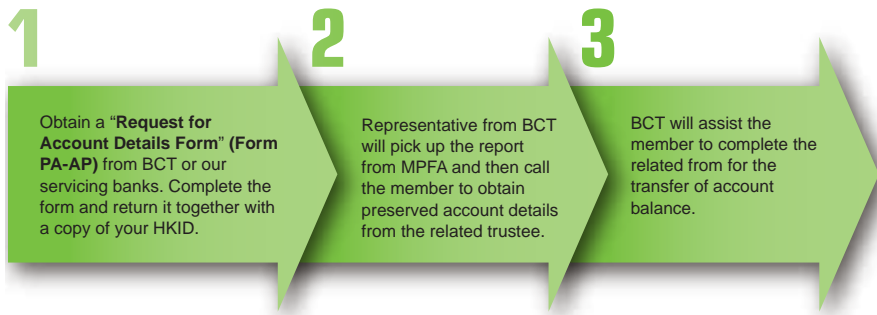 1
Obtain a “Request for
Account Details Form” (Form
PA-AP) from BCT or our
servicing banks. Complete the
form and return it together with
a copy of your HKID.
2
Representative from BCT
will pick up the report
from MPFA and then call
the member to obtain
preserved account details
from the related trustee.
3
BCT will assist the
member to complete the
related from for the
transfer of account
balance.